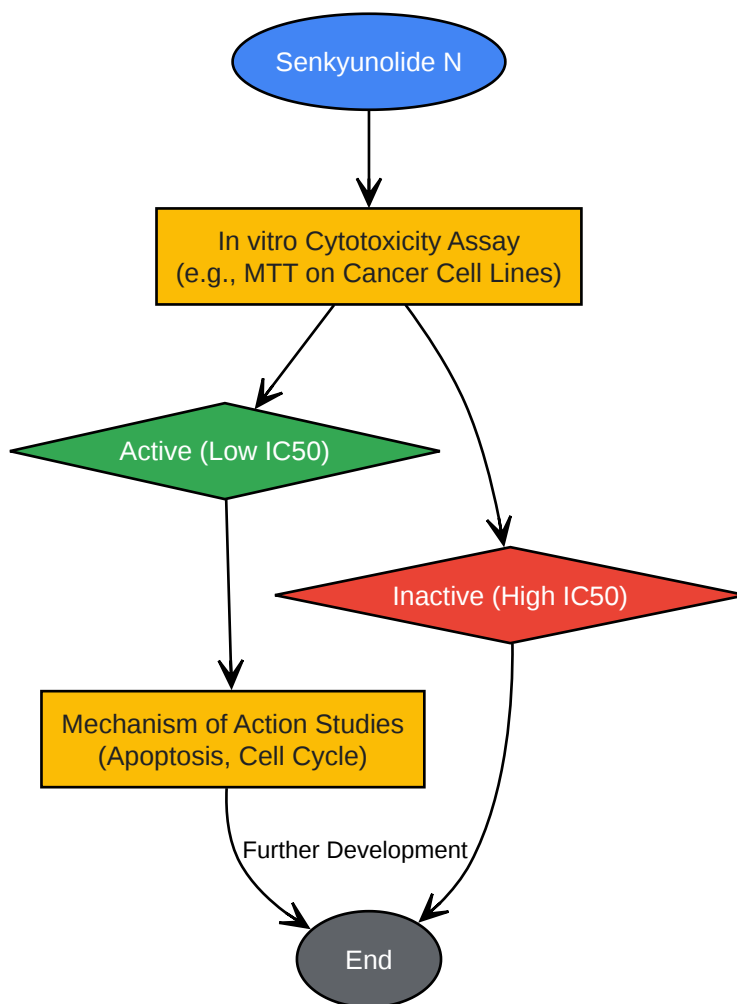 Senkyunolide N
In vitro Cytotoxicity Assay
(e.g., MTT on Cancer Cell Lines)
Active (Low IC50)
Inactive (High IC50)
Mechanism of Action Studies
(Apoptosis, Cell Cycle)
Further Development
End